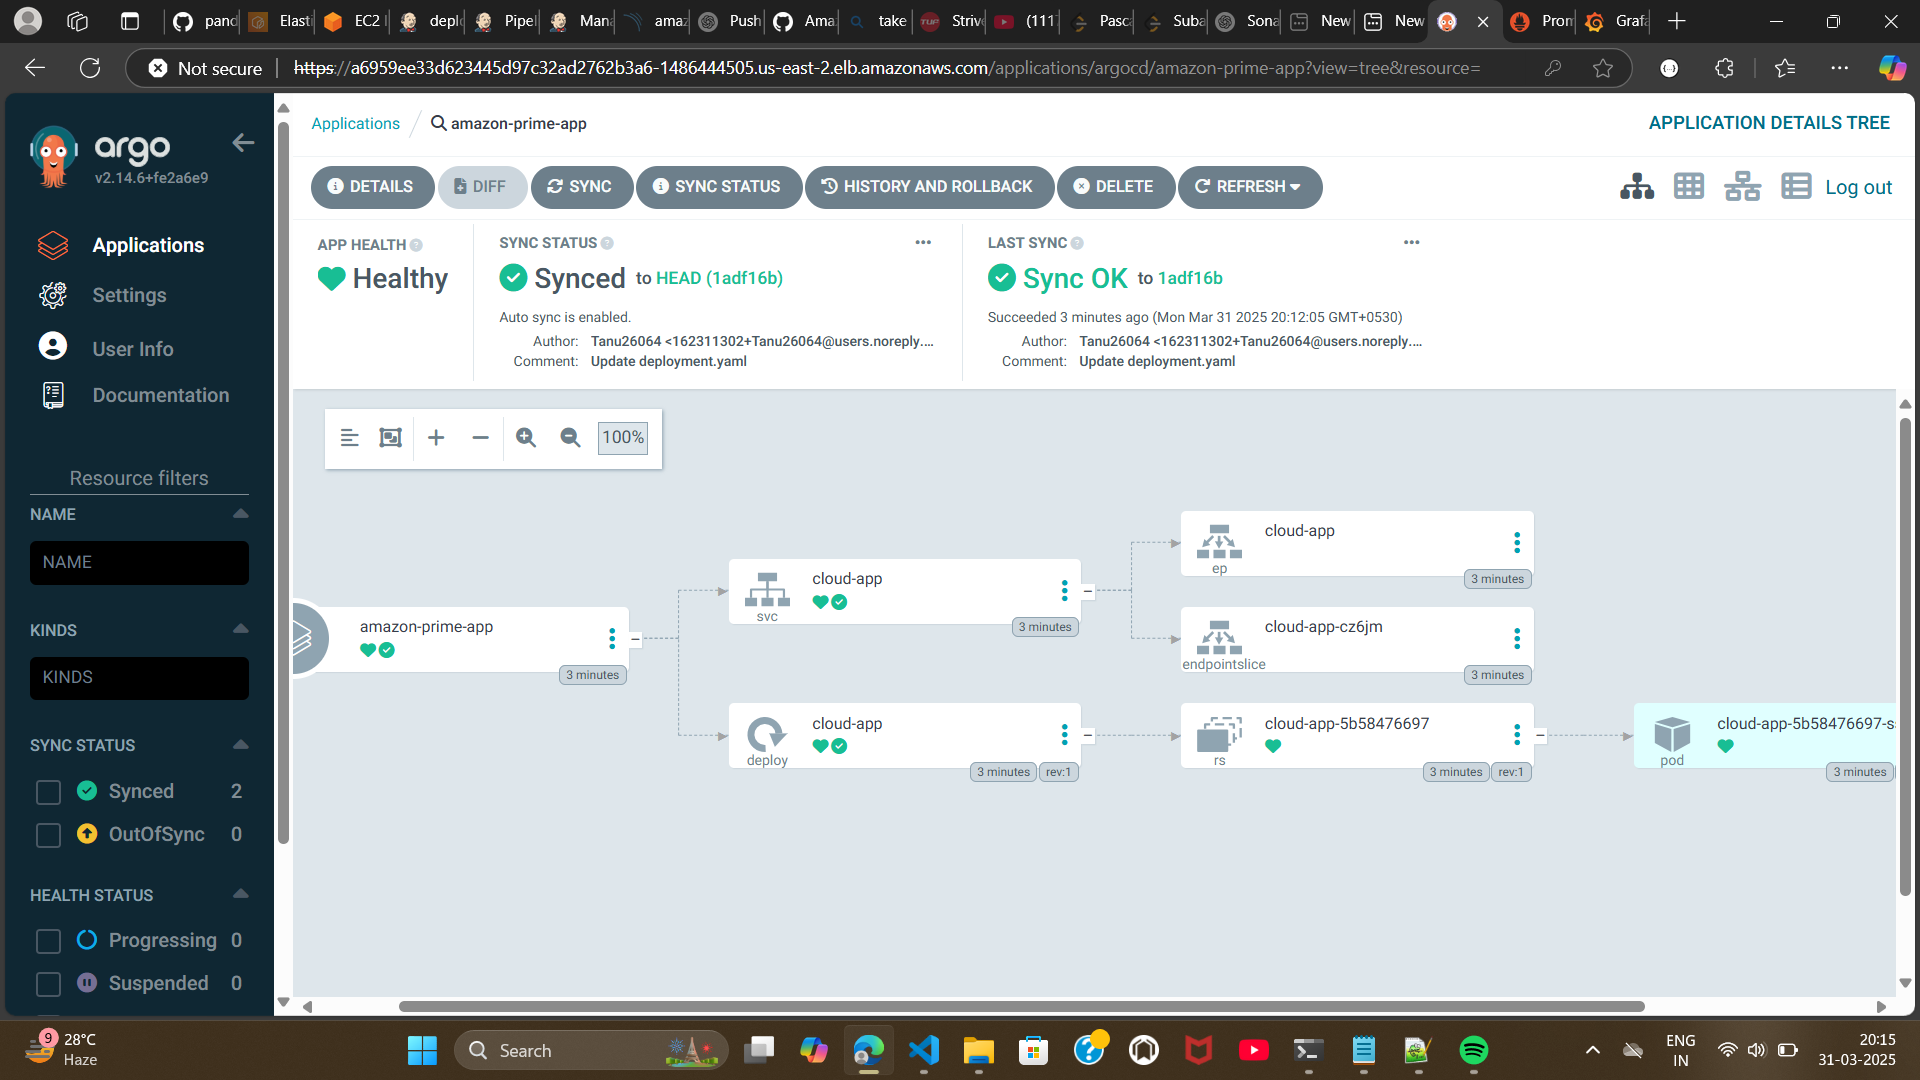 pand
Elasti
EC2 I
depl
Pipel
Mana
amaz
Push
Ama
take
Strive
(111
Pasca
Suba
Sona
New
New
Prom
Grafa
Not secure
https://a6959ee33d623445d97c32ad2762b3a6-1486444505.us-east-2.elb.amazonaws.com/applications/argocd/amazon-prime-app?view=tree&resource=
argo
v2.14.6+fe2a6e9
Applications
Settings
User Info
Documentation
Resource filters
NAME
NAME
KINDS
KINDS
SYNC STATUS
Synced 2
OutOfSync 0
HEALTH STATUS
Progressing 0
Suspended 0
Applications / amazon-prime-app
APPLICATION DETAILS TREE
DETAILS
DIFF
SYNC
SYNC STATUS
HISTORY AND ROLLBACK
DELETE
REFRESH
Log out
APP HEALTH
Healthy
SYNC STATUS
Synced to HEAD (1adf16b)
Auto sync is enabled.
Author: Tanu26064 <162311302+Tanu26064@users.noreply....
Comment: Update deployment.yaml
LAST SYNC
Sync OK to 1adf16b
Succeeded 3 minutes ago (Mon Mar 31 2025 20:12:05 GMT+0530)
Author: Tanu26064 <162311302+Tanu26064@users.noreply....
Comment: Update deployment.yaml
100%
amazon-prime-app
3 minutes
cloud-app
svc
3 minutes
cloud-app
deploy
3 minutes rev:1
cloud-app
ep
3 minutes
cloud-app-cz6jm
endpointslice
3 minutes
cloud-app-5b58476697
rs
3 minutes rev:1
cloud-app-5b58476697-s
pod
3 minutes
9
28°C
Haze
Search
ENG
IN
20:15
31-03-2025